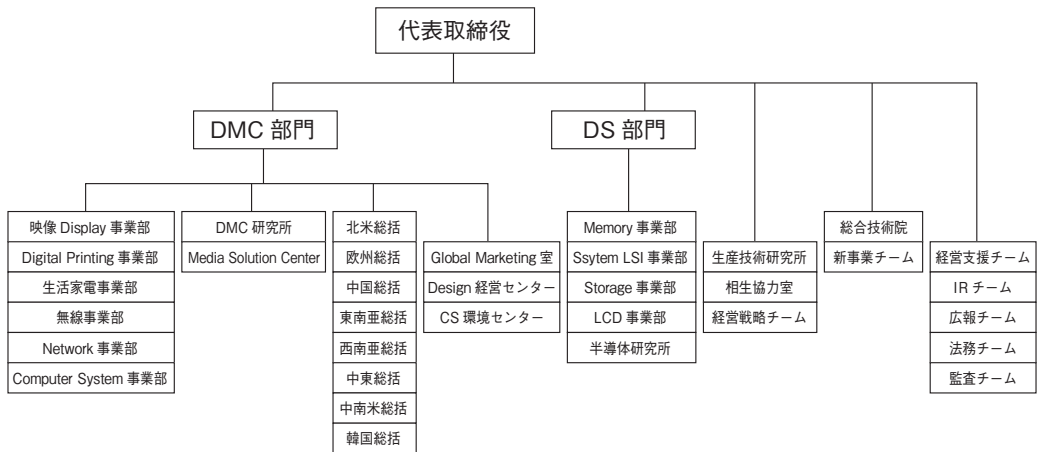 代表取締役
DMC 部門
DS 部門
映像 Display 事業部
Digital Printing 事業部
生活家電事業部
無線事業部
Network 事業部
Computer System 事業部
DMC 研究所
Media Solution Center
北米総括
欧州総括
中国総括
東南亜総括
西南亜総括
中東総括
中南米総括
韓国総括
Global Marketing 室
Design 経営センター
CS 環境センター
Memory 事業部
Ssytem LSI 事業部
Storage 事業部
LCD 事業部
半導体研究所
生産技術研究所
相生協力室
経営戦略チーム
総合技術院
新事業チーム
経営支援チーム
IR チーム
広報チーム
法務チーム
監査チーム